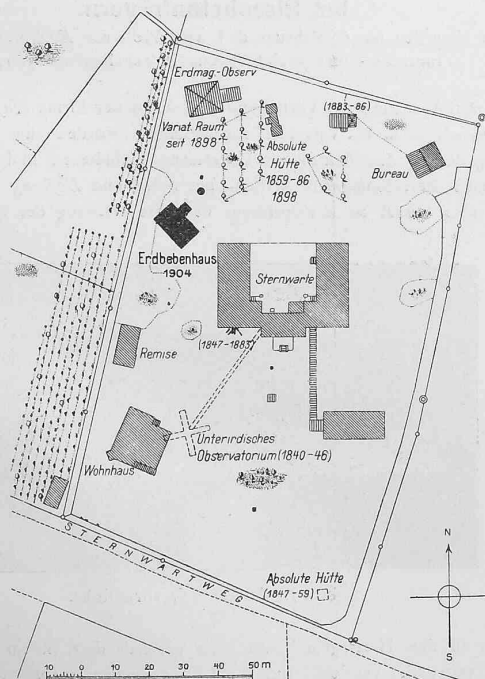 Erdmag-Observ
Variat. Raum
seit 1898
(1883-86)
Absolute
Hütte
1859-86
1898
Bureau
Erdbebenhaus
1904
Sternwarte
(1847-1883)
Remise
Unterirdisches
Observatorium (1840-46)
Wohnhaus
STERNWARTWEG
Absolute Hütte
(1847-59)
N
S
10 0 10 20 30 40 50 m